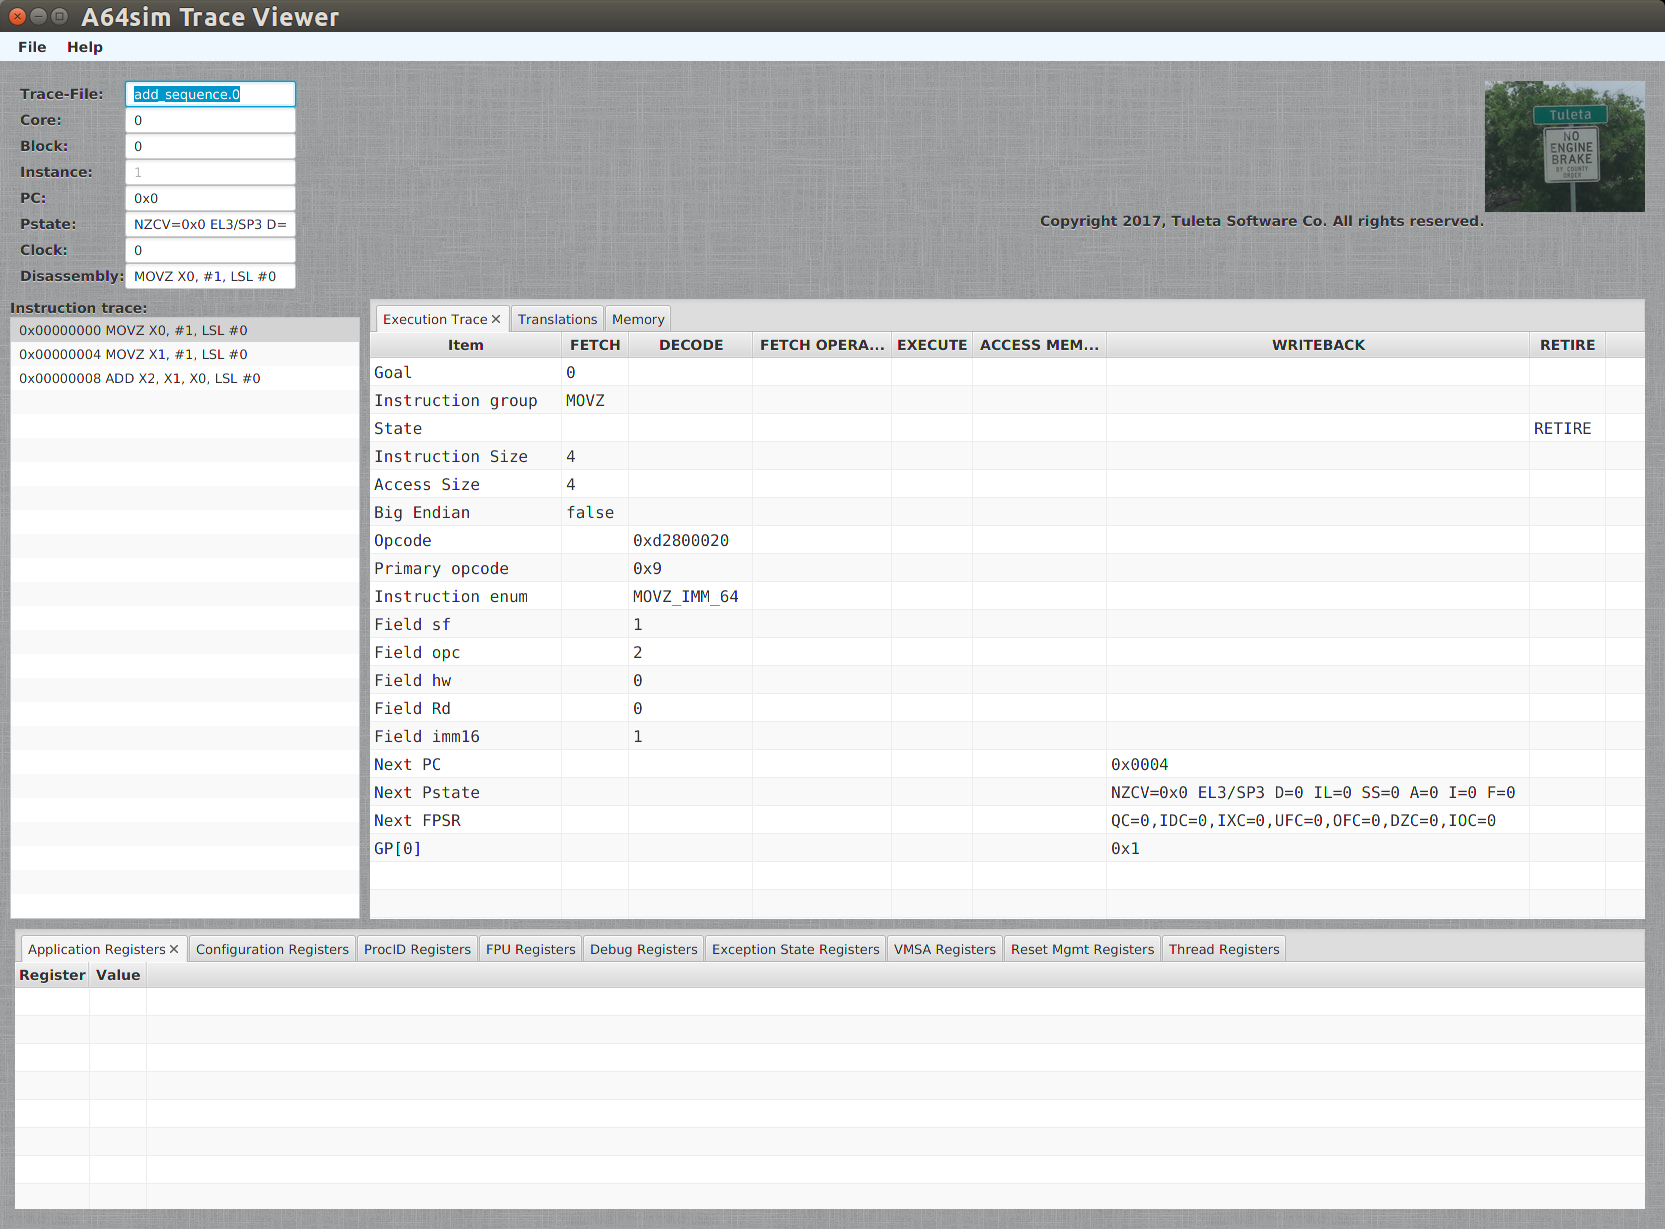 A64sim Trace Viewer
File Help
Trace-File: add_sequence.0
Core: 0
Block: 0
Instance: 1
PC: 0x0
Pstate: NZCV=0x0 EL3/SP3 D=
Clock: 0
Disassembly: MOVZ X0, #1, LSL #0
Tuleta
NO
ENGINE
BRAKE
BY COUNTY
ORDER
Copyright 2017, Tuleta Software Co. All rights reserved.
Instruction trace:
0x00000000 MOVZ X0, #1, LSL #0
0x00000004 MOVZ X1, #1, LSL #0
0x00000008 ADD X2, X1, X0, LSL #0
Execution Trace Translations Memory
Item FETCH DECODE FETCH OPERA... EXECUTE ACCESS MEM... WRITEBACK RETIRE
Goal 0
Instruction group MOVZ
State RETIRE
Instruction Size 4
Access Size 4
Big Endian false
Opcode 0xd2800020
Primary opcode 0x9
Instruction enum MOVZ_IMM_64
Field sf 1
Field opc 2
Field hw 0
Field Rd 0
Field imm16 1
Next PC 0x0004
Next Pstate NZCV=0x0 EL3/SP3 D=0 IL=0 SS=0 A=0 I=0 F=0
Next FPSR QC=0,IDC=0,IXC=0,UFC=0,OFC=0,DZC=0,IOC=0
GP[0] 0x1
Application Registers Configuration Registers ProcID Registers FPU Registers Debug Registers Exception State Registers VMSA Registers Reset Mgmt Registers Thread Registers
Register Value